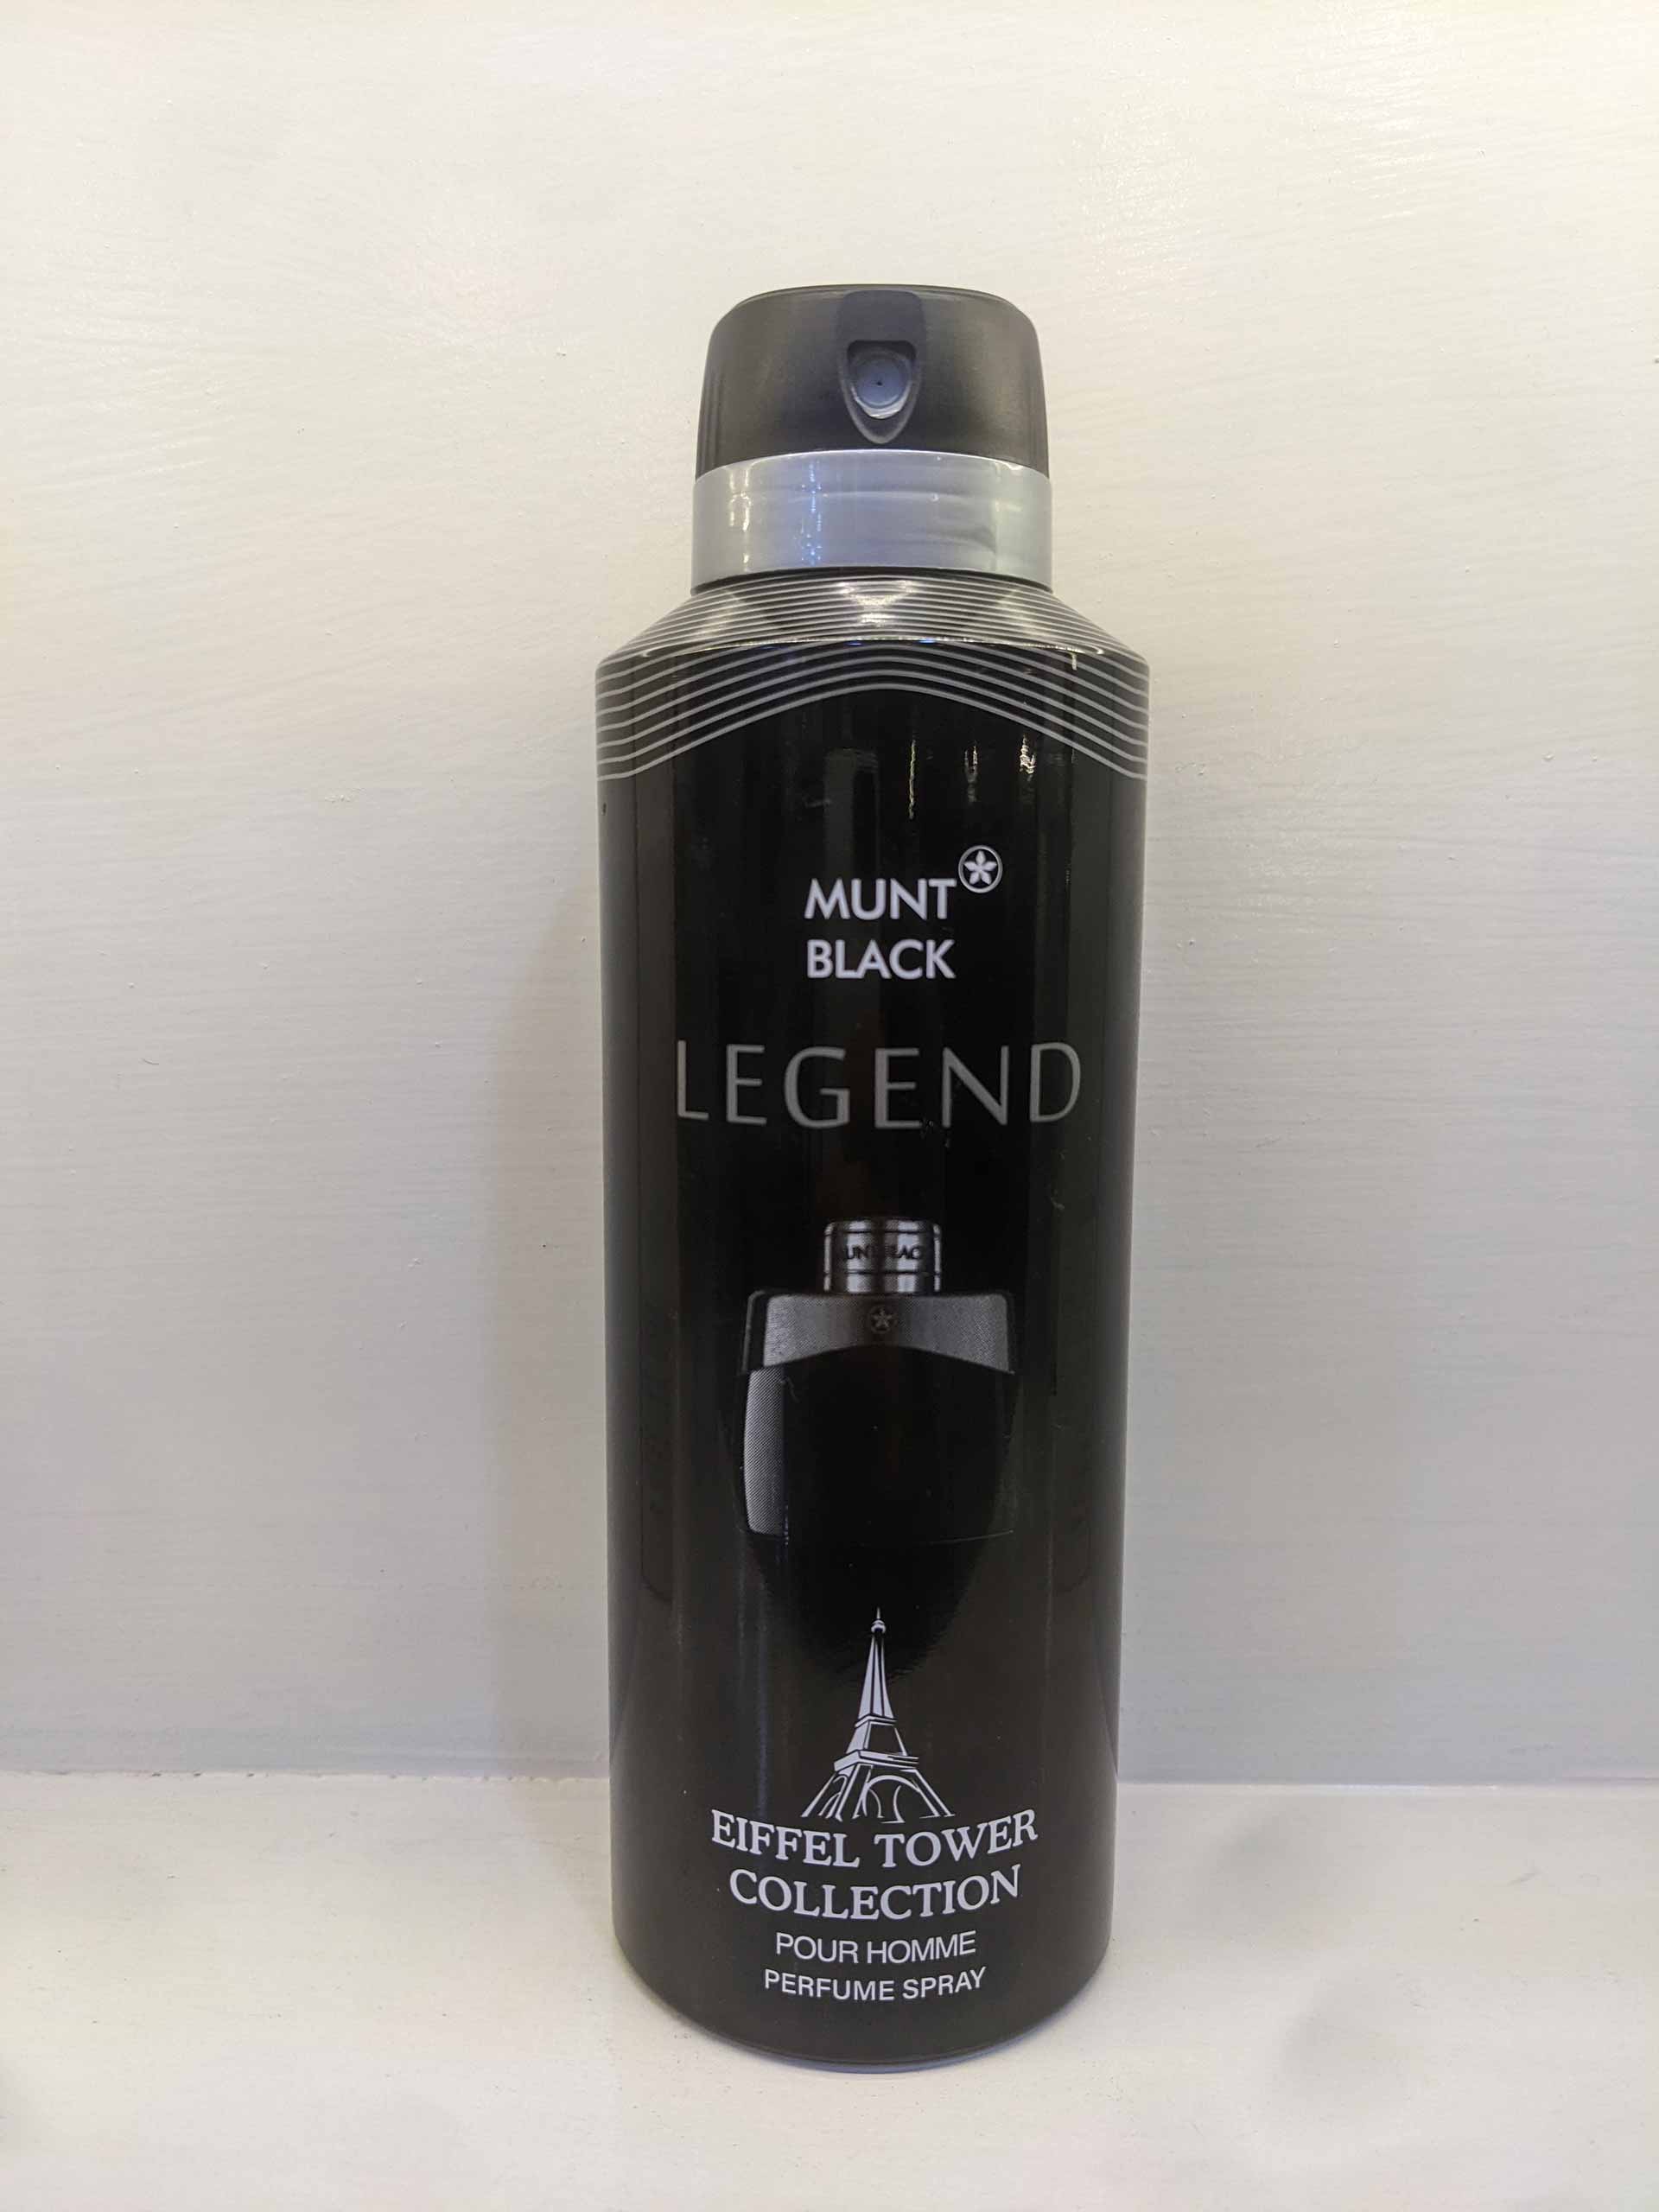 MUNT
BLACK
LEGEND
EIFFEL TOWER
COLLECTION
POUR HOMME
PERFUME SPRAY